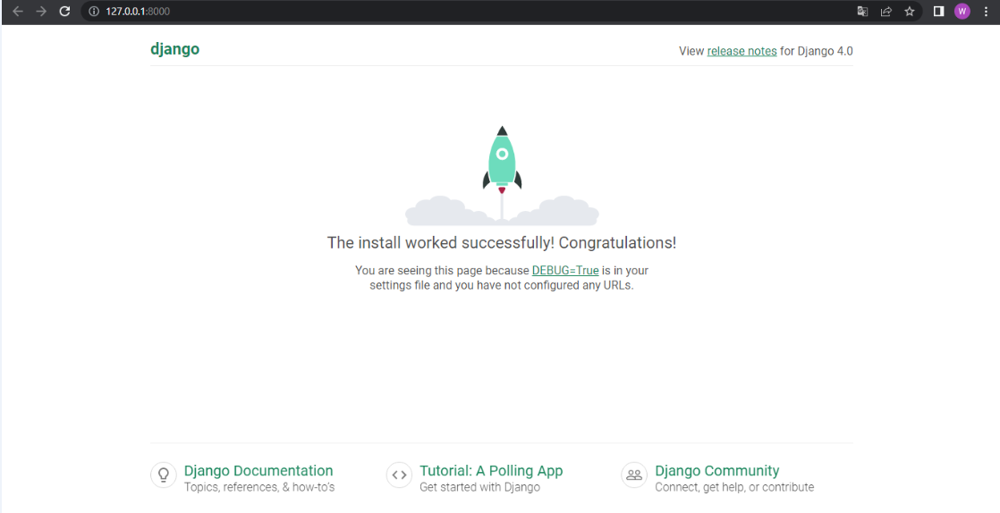 127.0.0.1:8000
W
django
View release notes for Django 4.0
The install worked successfully! Congratulations!
You are seeing this page because DEBUG=True is in your
settings file and you have not configured any URLs.
Django Documentation
Topics, references, & how-to's
Tutorial: A Polling App
Get started with Django
Django Community
Connect, get help, or contribute